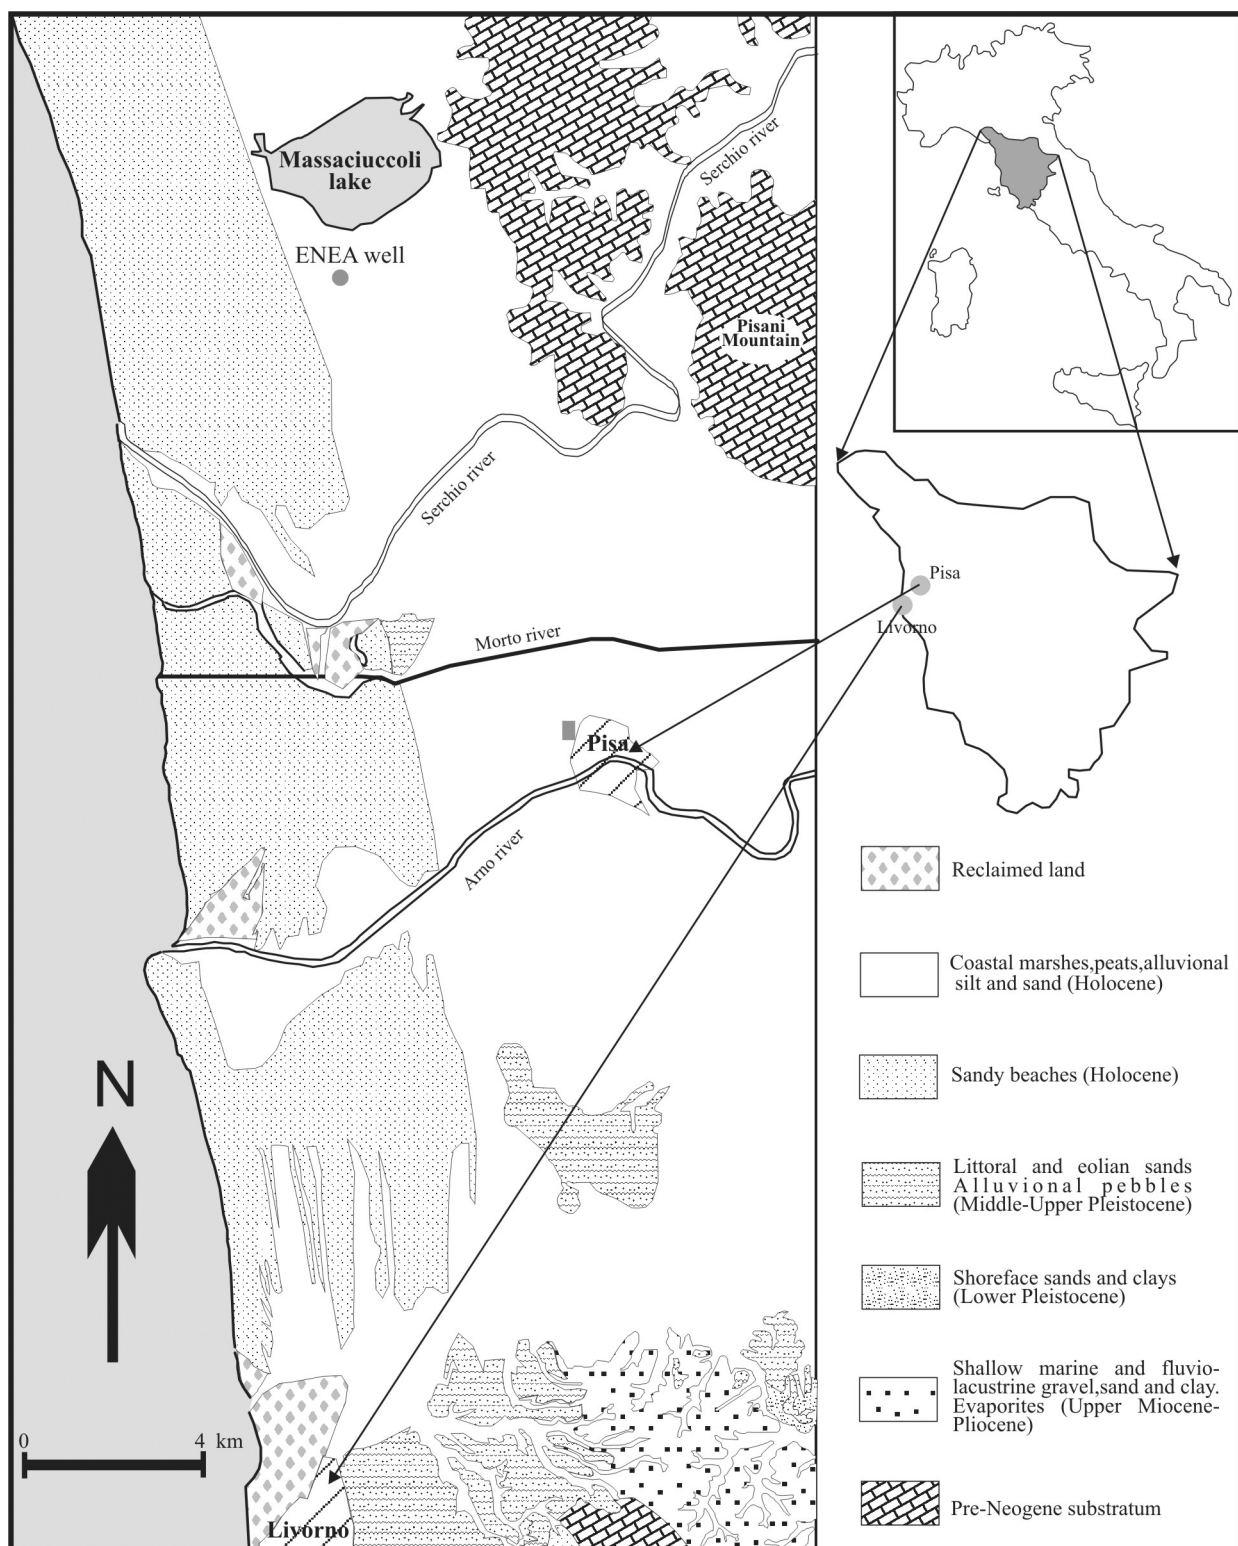 Massaciuccoli
lake
ENEA well
Serchio river
Pisani
Mountain
Serchio river
Morto river
Pisa
Arno river
N
0 4 km
Livorno
Pisa
Livorno
Reclaimed land
Coastal marshes,peats,alluvional
silt and sand (Holocene)
Sandy beaches (Holocene)
Littoral and eolian sands
Alluvional pebbles
(Middle-Upper Pleistocene)
Shoreface sands and clays
(Lower Pleistocene)
Shallow marine and fluvio-
lacustrine gravel,sand and clay.
Evaporites (Upper Miocene-
Pliocene)
Pre-Neogene substratum